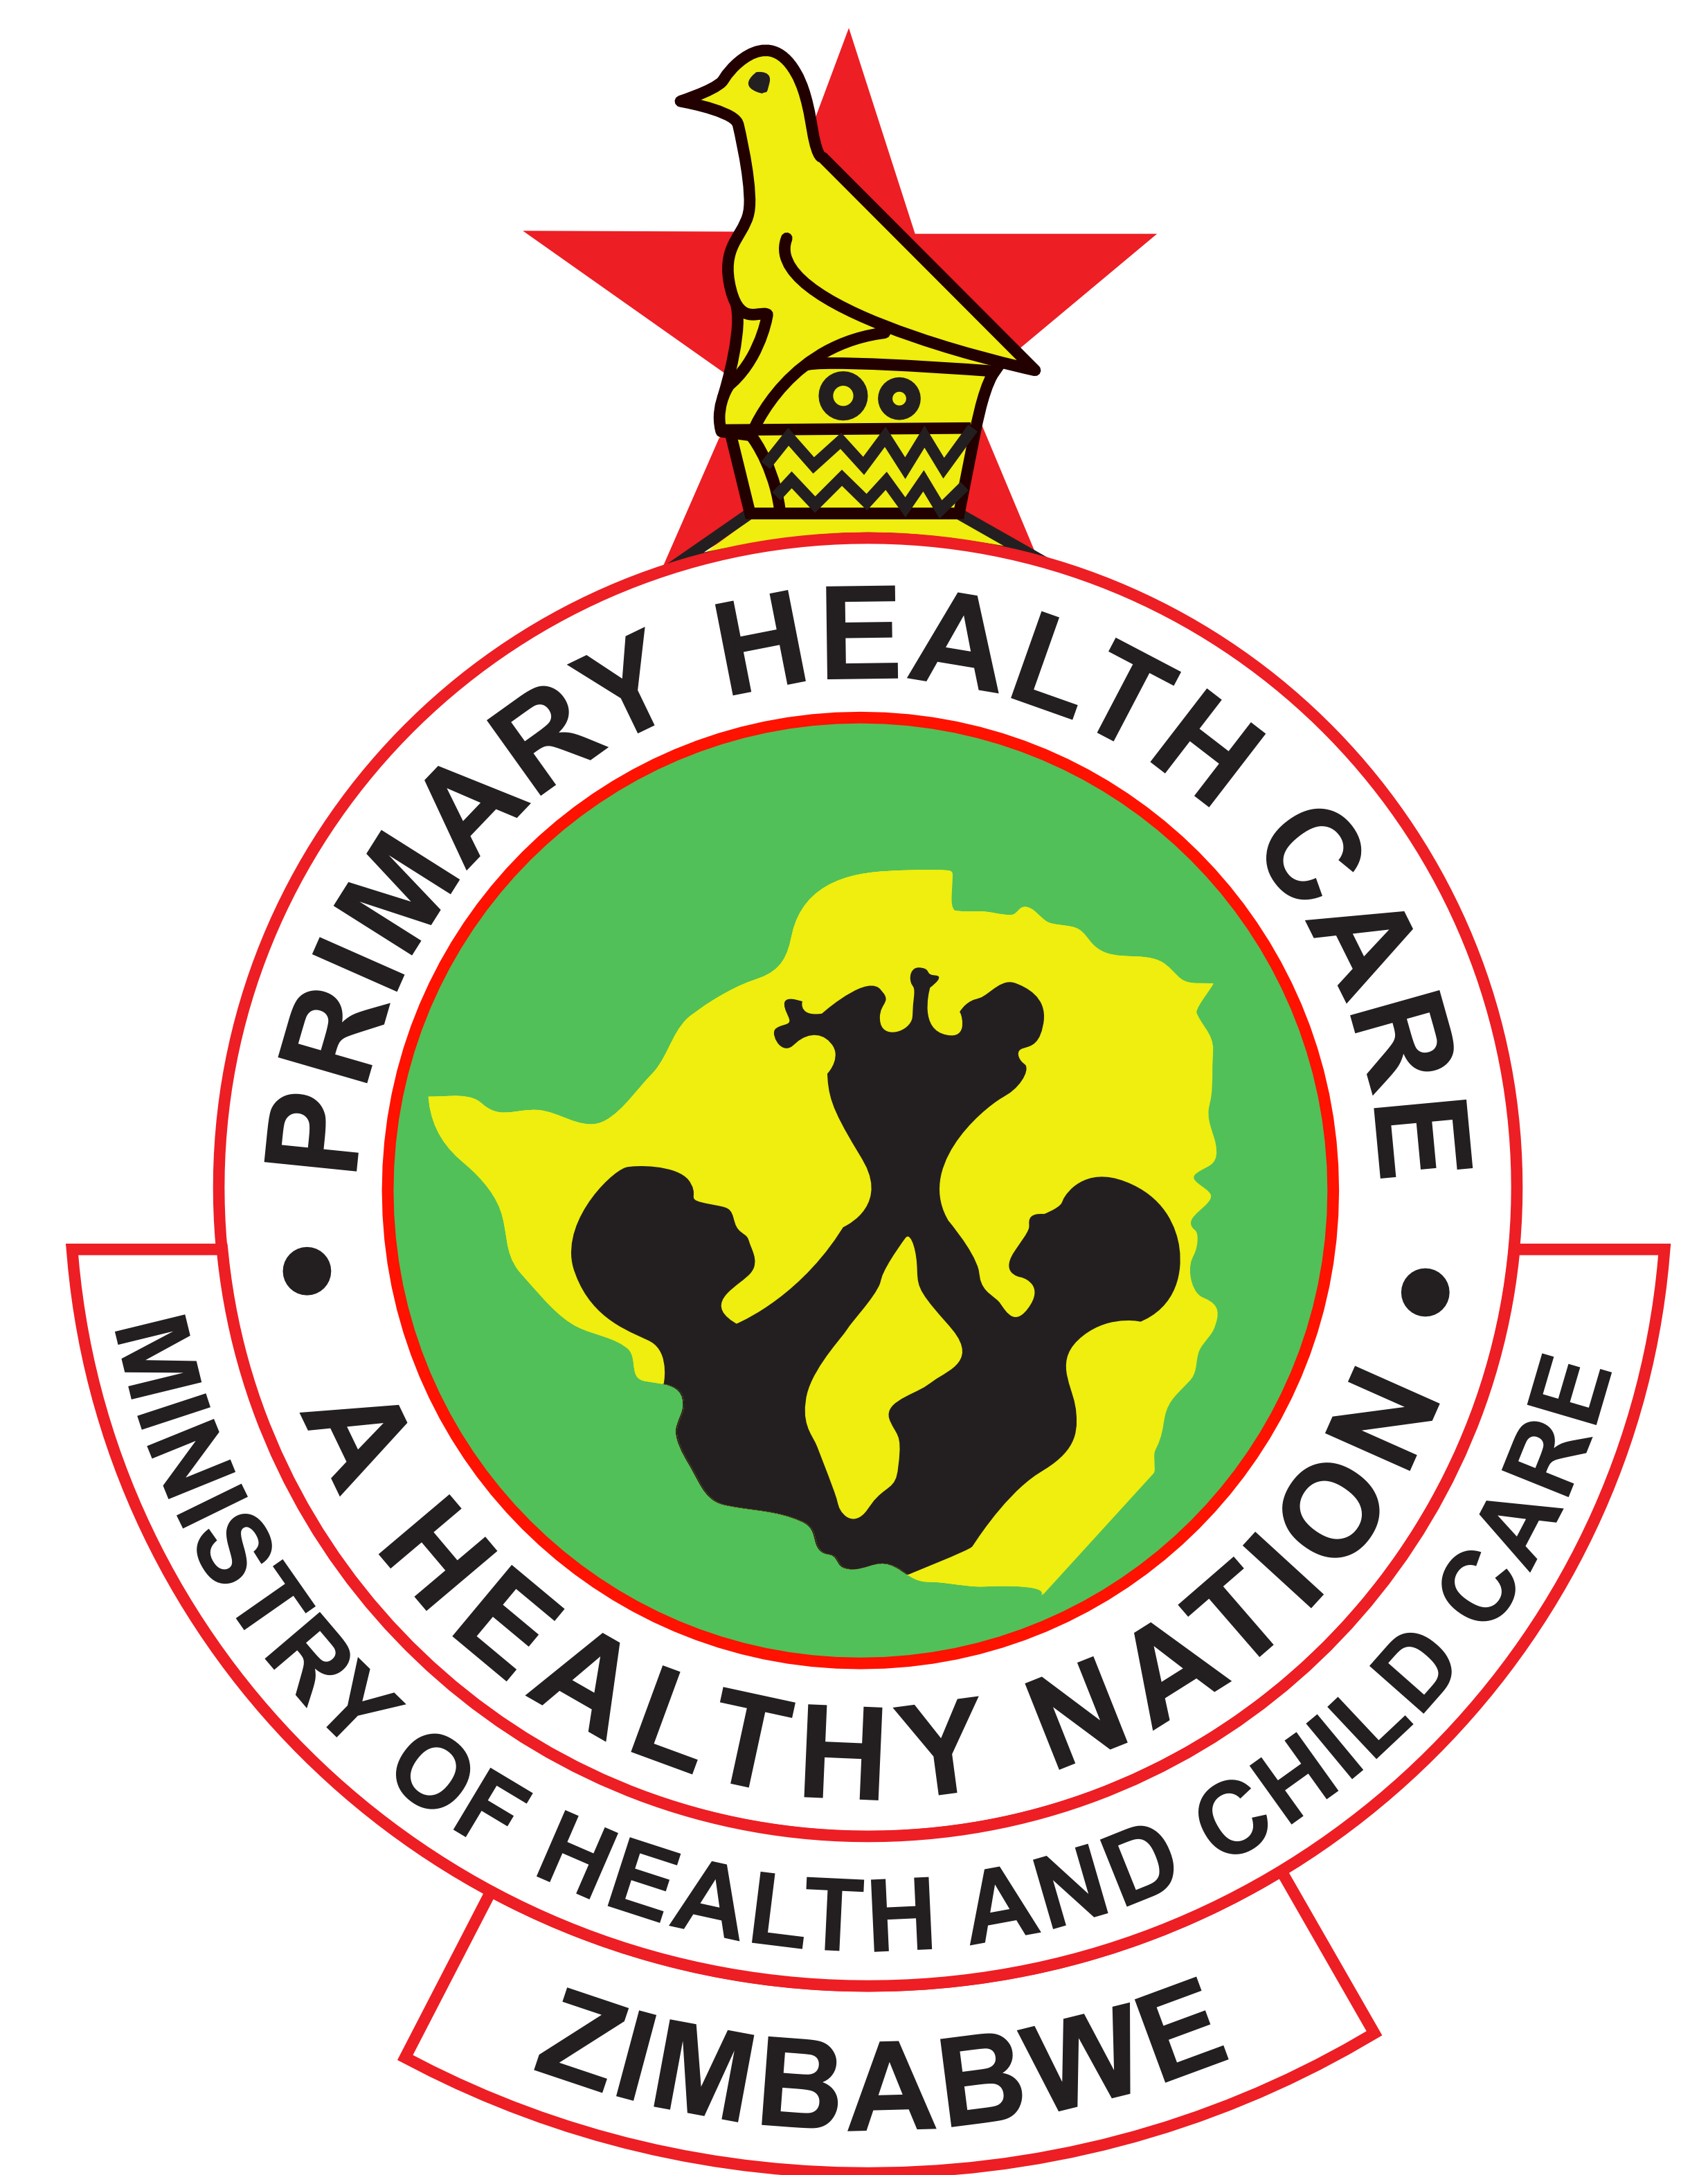 PRIMARY HEALTH CARE
A HEALTHY NATION
MINISTRY OF HEALTH AND CHILD CARE
ZIMBABWE